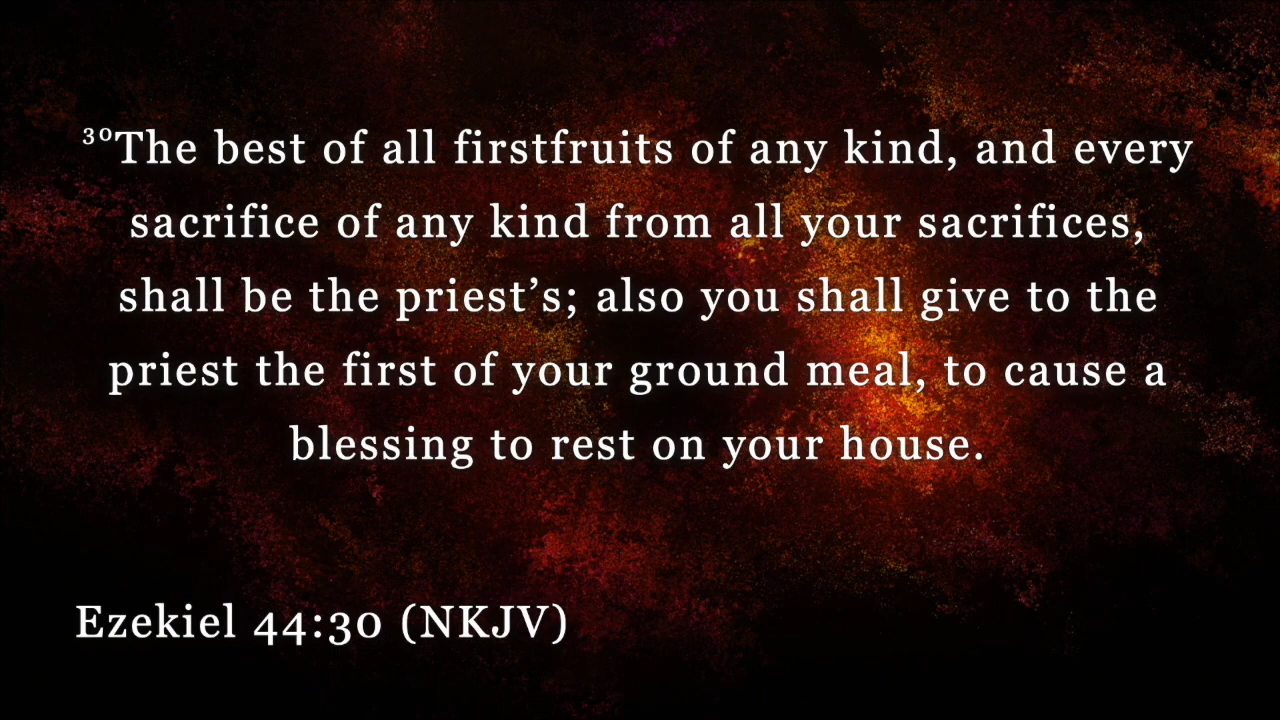 ³⁰The best of all firstfruits of any kind, and every
sacrifice of any kind from all your sacrifices,
shall be the priest’s; also you shall give to the
priest the first of your ground meal, to cause a
blessing to rest on your house.
Ezekiel 44:30 (NKJV)